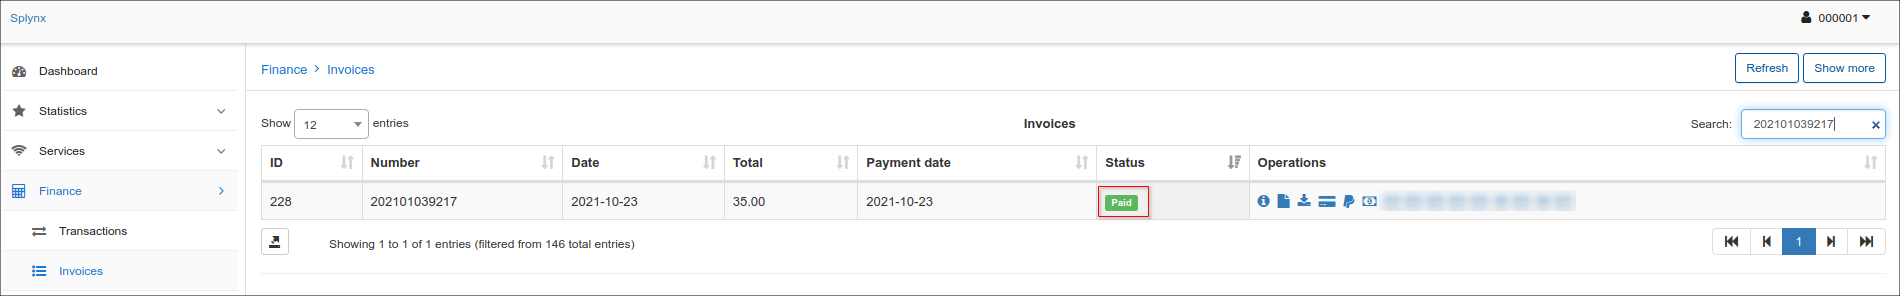 Splynx
000001
Dashboard
Statistics
Services
Finance
Transactions
Invoices
Finance > Invoices
Refresh
Show more
Show 12 entries
Invoices
Search: 202101039217
ID Number Date Total Payment date Status Operations
228 202101039217 2021-10-23 35.00 2021-10-23 Paid
Showing 1 to 1 of 1 entries (filtered from 146 total entries)
1